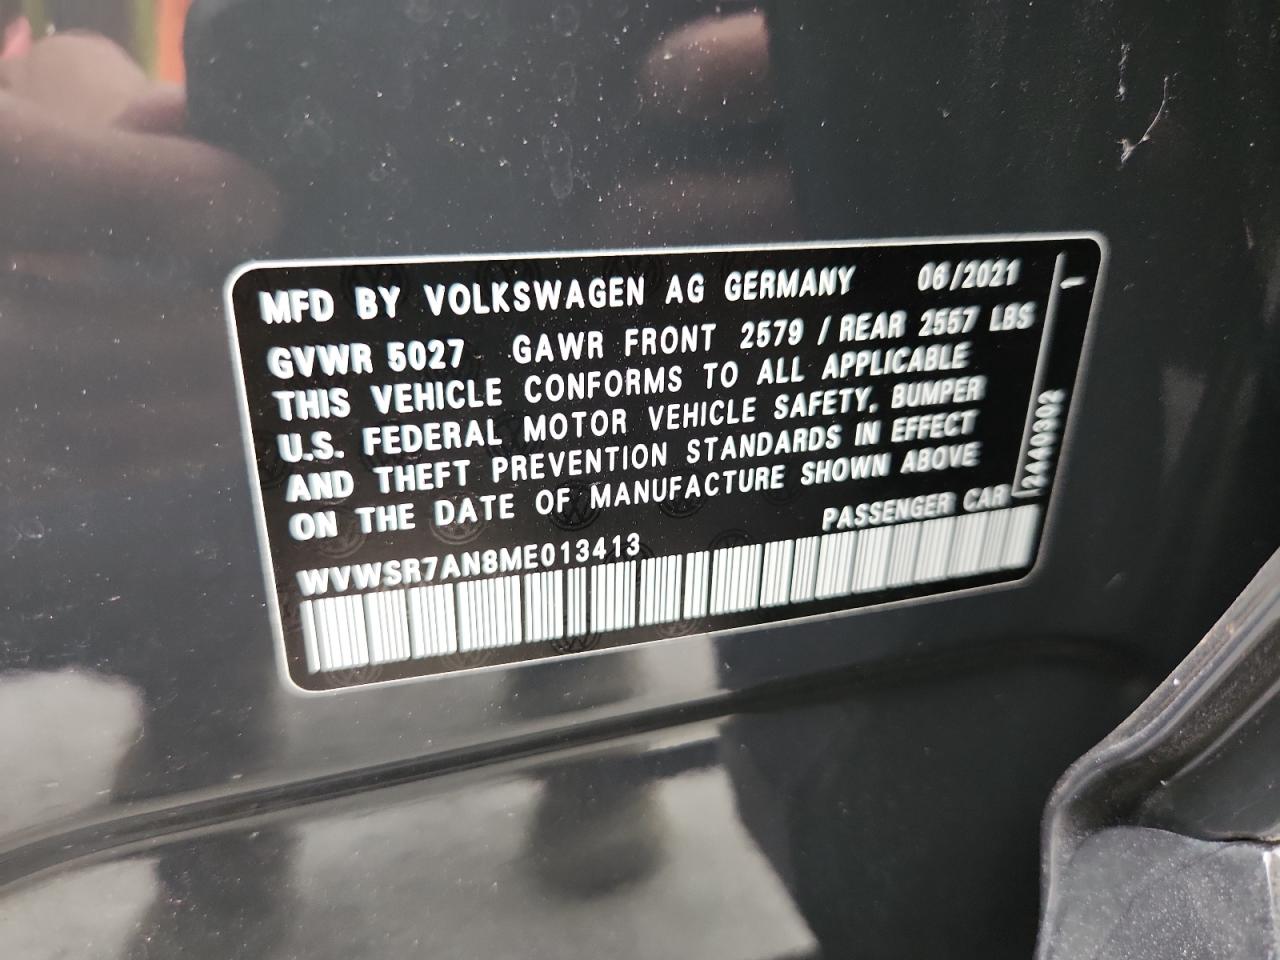 MFD BY VOLKSWAGEN AG GERMANY 06/2021
GVWR 5027 GAWR FRONT 2579 / REAR 2557 LBS
THIS VEHICLE CONFORMS TO ALL APPLICABLE
U.S. FEDERAL MOTOR VEHICLE SAFETY, BUMPER
AND THEFT PREVENTION STANDARDS IN EFFECT
ON THE DATE OF MANUFACTURE SHOWN ABOVE
PASSENGER CAR
WVWSR7AN8ME013413
2440302
1